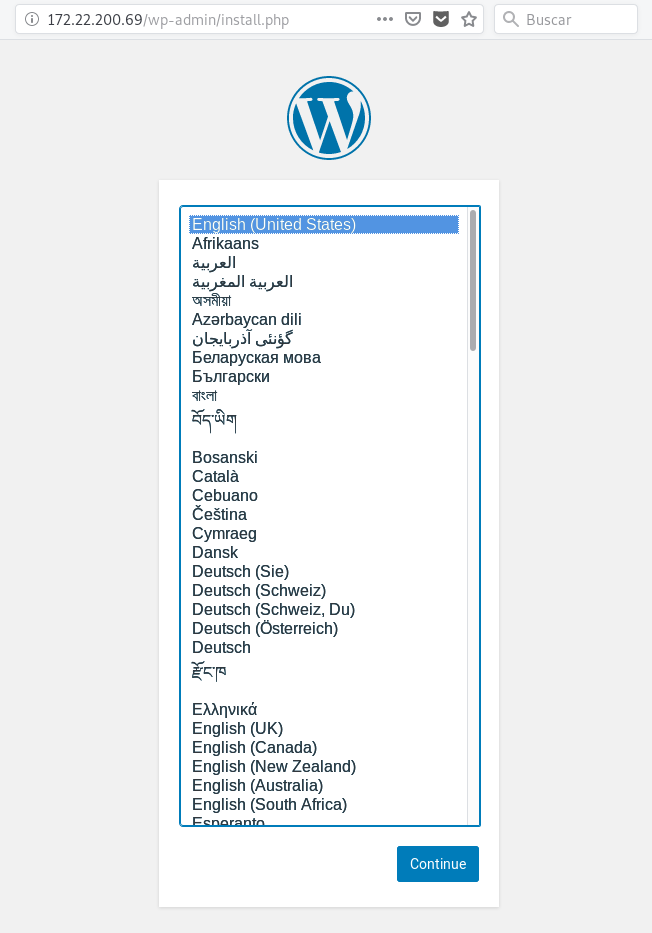 172.22.200.69/wp-admin/install.php
Buscar
English (United States)
Afrikaans
العربية
العربية المغربية
অসমীয়া
Azərbaycan dili
گؤنئی آذربایجان
Беларуская мова
Български
বাংলা
བོད་ཡིག
Bosanski
Català
Cebuano
Čeština
Cymraeg
Dansk
Deutsch (Sie)
Deutsch (Schweiz)
Deutsch (Schweiz, Du)
Deutsch (Österreich)
Deutsch
རྫོང་ཁ
Ελληνικά
English (UK)
English (Canada)
English (New Zealand)
English (Australia)
English (South Africa)
Esperanto
Continue